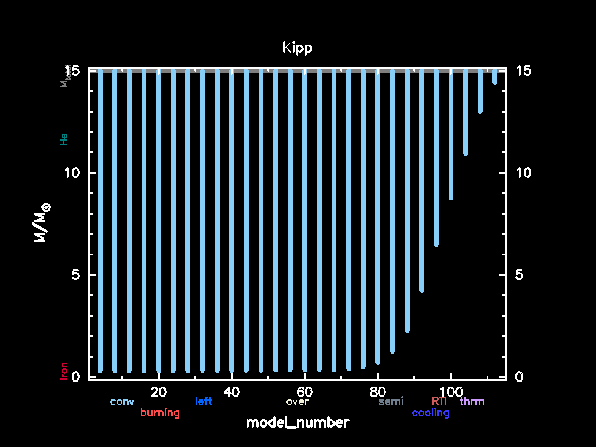 Kipp
15
10
5
0
15
10
5
0
He
Iron
M/M☉
20 40 60 80 100
conv left over semi RTI thrm
burning cooling
model_number